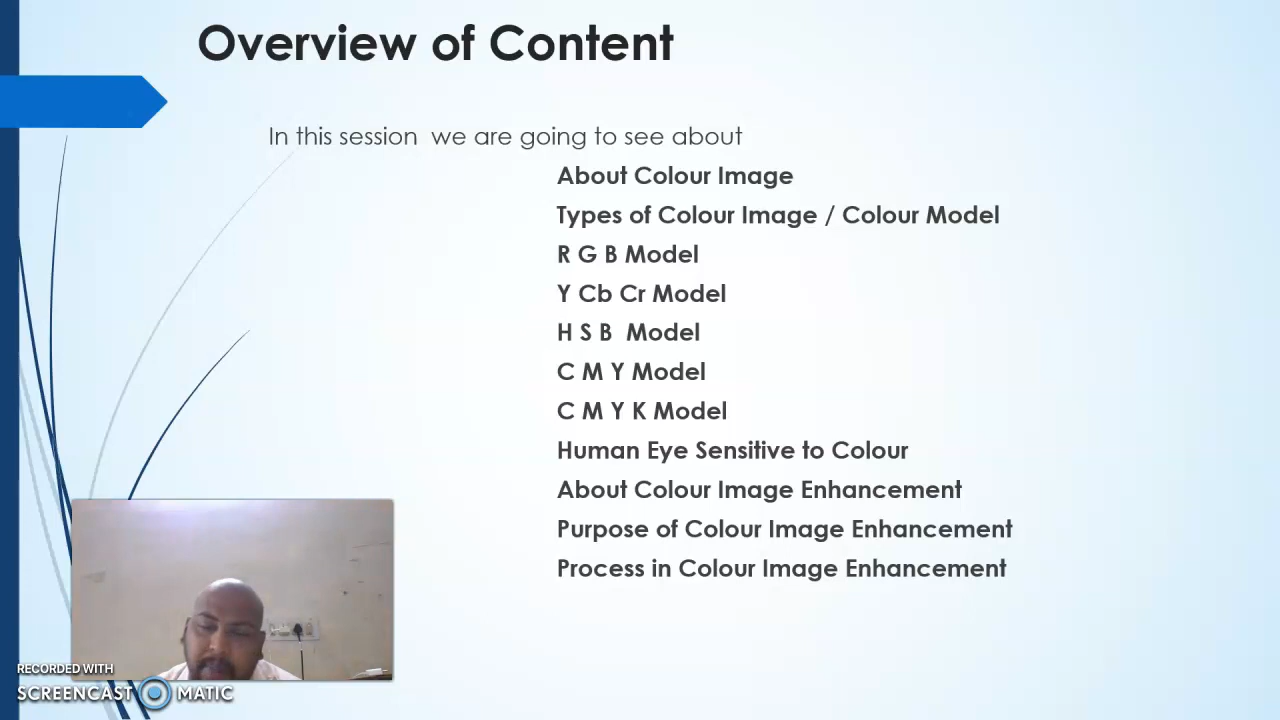 Overview of Content
In this session we are going to see about
About Colour Image
Types of Colour Image / Colour Model
R G B Model
Y Cb Cr Model
H S B Model
C M Y Model
C M Y K Model
Human Eye Sensitive to Colour
About Colour Image Enhancement
Purpose of Colour Image Enhancement
Process in Colour Image Enhancement
RECORDED WITH
SCREENCAST MATIC